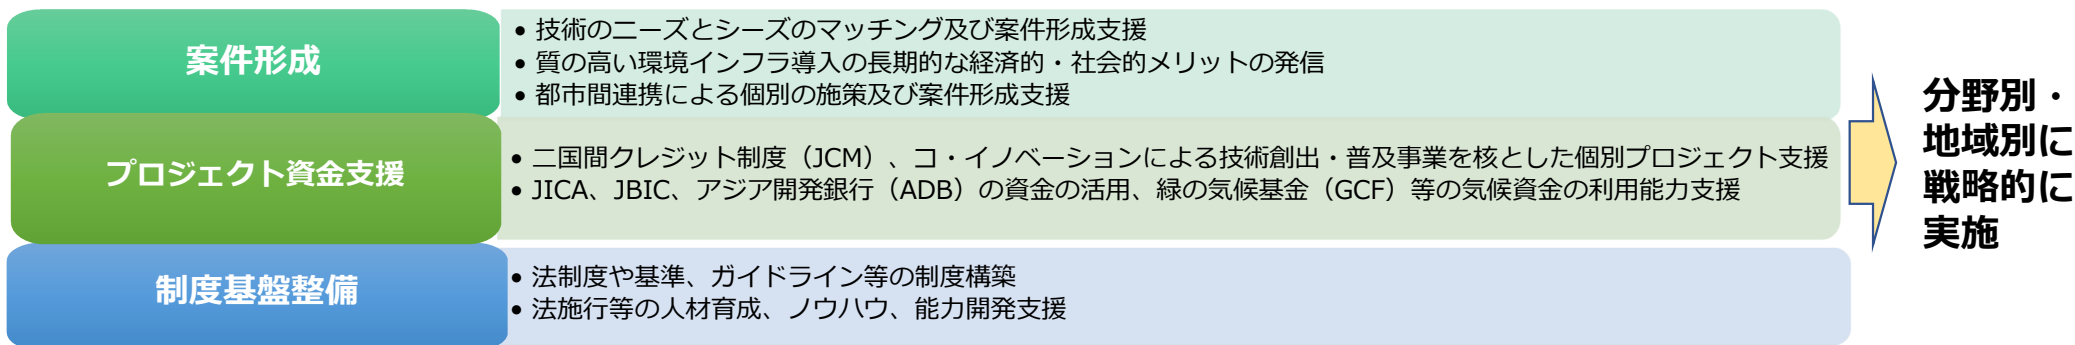 案件形成
• 技術のニーズとシーズのマッチング及び案件形成支援
• 質の高い環境インフラ導入の長期的な経済的・社会的メリットの発信
• 都市間連携による個別の施策及び案件形成支援
プロジェクト資金支援
• 二国間クレジット制度（JCM）、コ・イノベーションによる技術創出・普及事業を核とした個別プロジェクト支援
• JICA、JBIC、アジア開発銀行（ADB）の資金の活用、緑の気候基金（GCF）等の気候資金の利用能力支援
制度基盤整備
• 法制度や基準、ガイドライン等の制度構築
• 法施行等の人材育成、ノウハウ、能力開発支援
分野別・
地域別に
戦略的に
実施